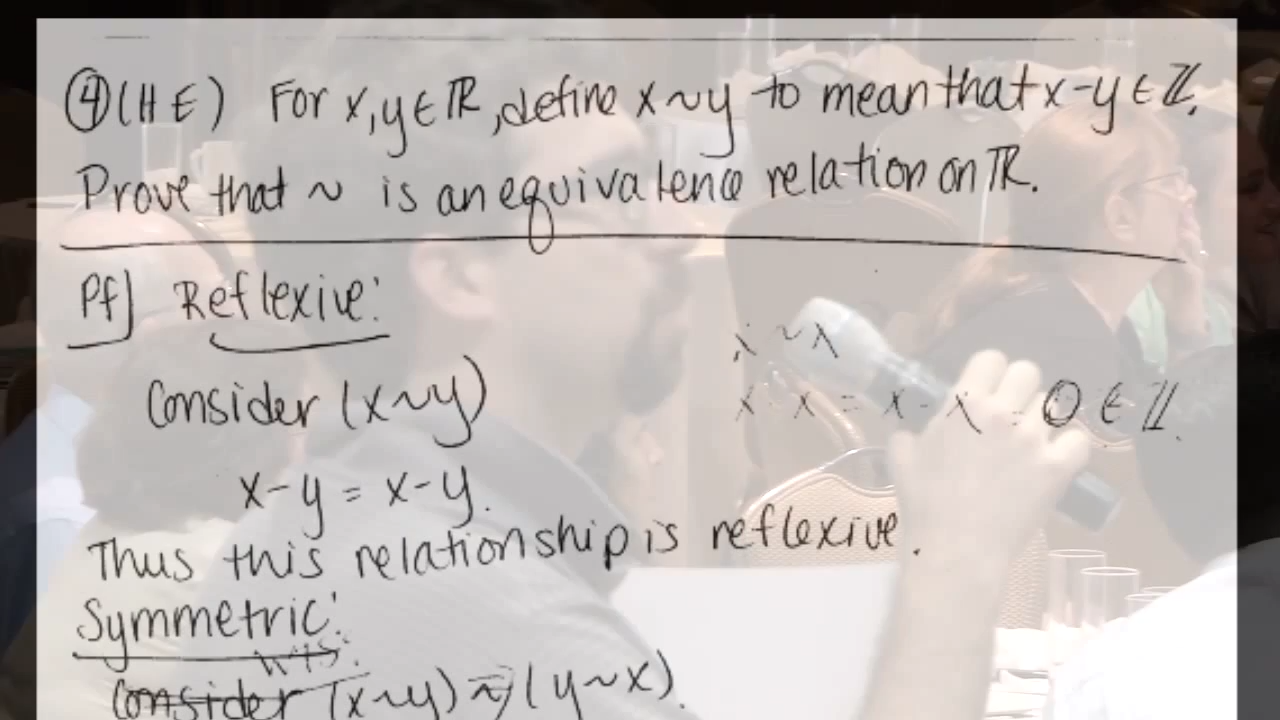 ④ (HE) For x, y ∈ ℝ, define x ~ y to mean that x - y ∈ ℤ.
Prove that ~ is an equivalence relation on ℝ.
Pf] Reflexive:
x ~ x
Consider (x ~ y)
x - x = x - x = 0 ∈ ℤ.
x - y = x - y.
Thus this relationship is reflexive.
Symmetric:
WTS:
Consider (x ~ y) ⇒ (y ~ x).